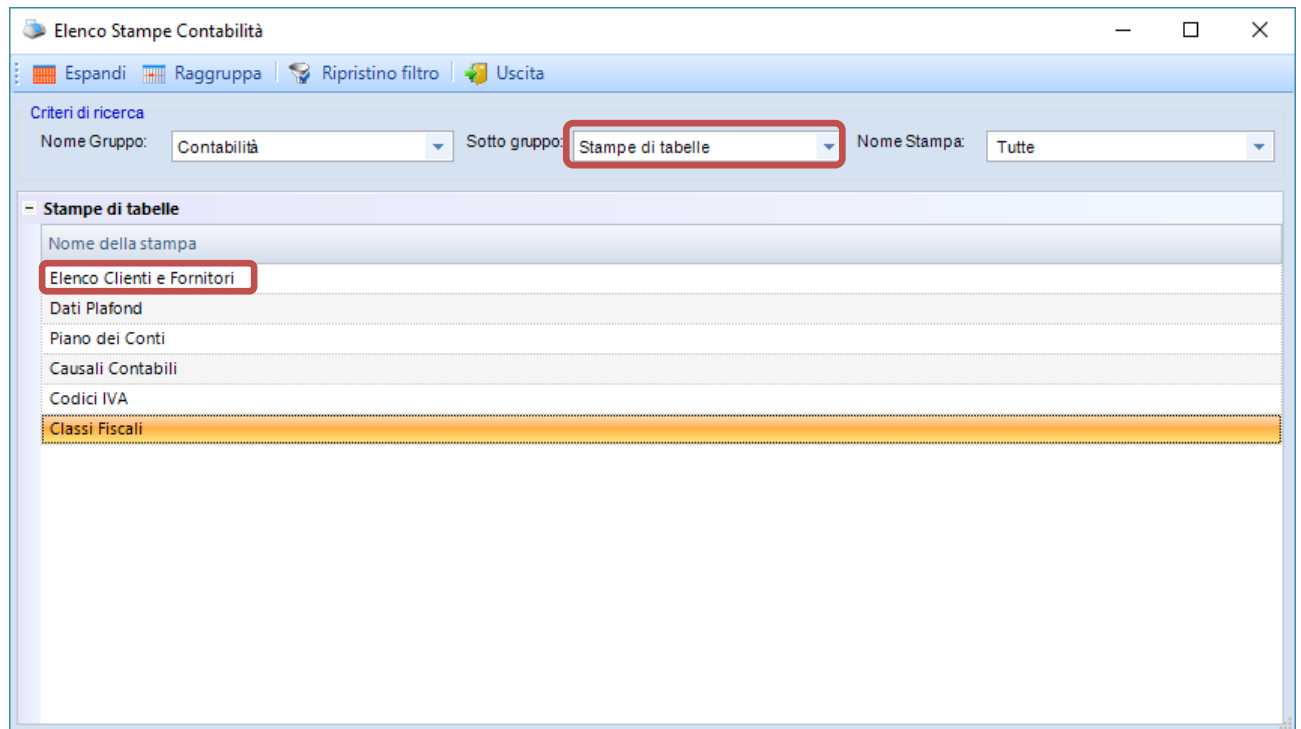 Elenco Stampe Contabilità
Espandi Raggruppa Ripristino filtro Uscita
Criteri di ricerca
Nome Gruppo: Contabilità Sotto gruppo: Stampe di tabelle Nome Stampa: Tutte
Stampe di tabelle
Nome della stampa
Elenco Clienti e Fornitori
Dati Plafond
Piano dei Conti
Causali Contabili
Codici IVA
Classi Fiscali